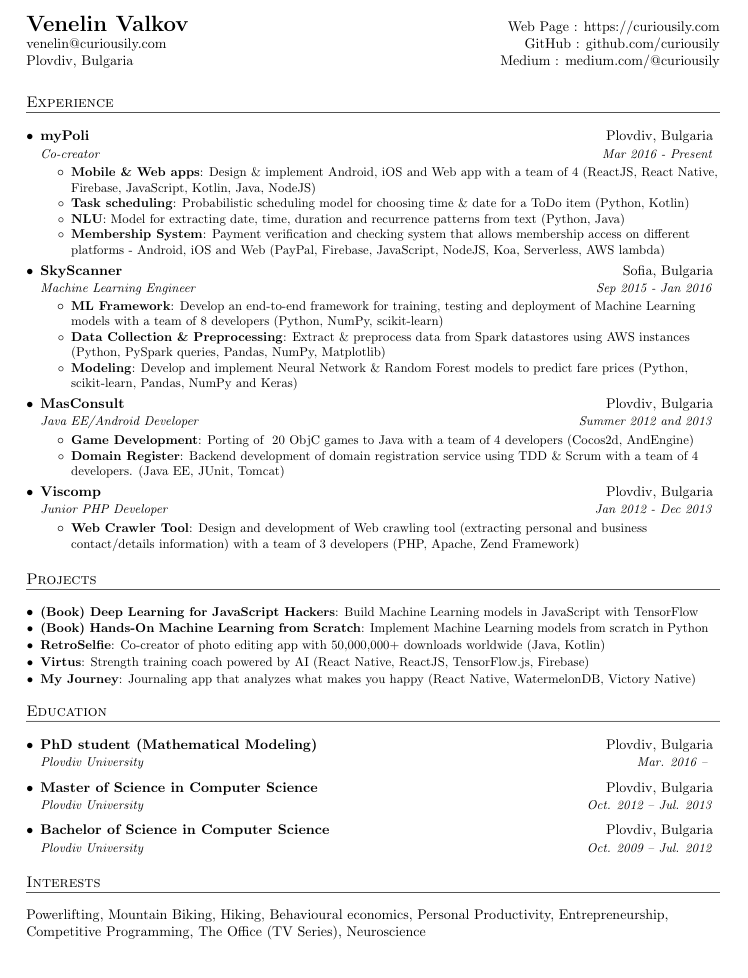 Venelin Valkov
venelin@curiousily.com
Plovdiv, Bulgaria
Web Page : https://curiousily.com
GitHub : github.com/curiousily
Medium : medium.com/@curiousily
Experience
• myPoli Plovdiv, Bulgaria
Co-creator Mar 2016 - Present
◦ Mobile & Web apps: Design & implement Android, iOS and Web app with a team of 4 (ReactJS, React Native,
Firebase, JavaScript, Kotlin, Java, NodeJS)
◦ Task scheduling: Probabilistic scheduling model for choosing time & date for a ToDo item (Python, Kotlin)
◦ NLU: Model for extracting date, time, duration and recurrence patterns from text (Python, Java)
◦ Membership System: Payment verification and checking system that allows membership access on different
platforms - Android, iOS and Web (PayPal, Firebase, JavaScript, NodeJS, Koa, Serverless, AWS lambda)
• SkyScanner Sofia, Bulgaria
Machine Learning Engineer Sep 2015 - Jan 2016
◦ ML Framework: Develop an end-to-end framework for training, testing and deployment of Machine Learning
models with a team of 8 developers (Python, NumPy, scikit-learn)
◦ Data Collection & Preprocessing: Extract & preprocess data from Spark datastores using AWS instances
(Python, PySpark queries, Pandas, NumPy, Matplotlib)
◦ Modeling: Develop and implement Neural Network & Random Forest models to predict fare prices (Python,
scikit-learn, Pandas, NumPy and Keras)
• MasConsult Plovdiv, Bulgaria
Java EE/Android Developer Summer 2012 and 2013
◦ Game Development: Porting of 20 ObjC games to Java with a team of 4 developers (Cocos2d, AndEngine)
◦ Domain Register: Backend development of domain registration service using TDD & Scrum with a team of 4
developers. (Java EE, JUnit, Tomcat)
• Viscomp Plovdiv, Bulgaria
Junior PHP Developer Jan 2012 - Dec 2013
◦ Web Crawler Tool: Design and development of Web crawling tool (extracting personal and business
contact/details information) with a team of 3 developers (PHP, Apache, Zend Framework)
Projects
• (Book) Deep Learning for JavaScript Hackers: Build Machine Learning models in JavaScript with TensorFlow
• (Book) Hands-On Machine Learning from Scratch: Implement Machine Learning models from scratch in Python
• RetroSelfie: Co-creator of photo editing app with 50,000,000+ downloads worldwide (Java, Kotlin)
• Virtus: Strength training coach powered by AI (React Native, ReactJS, TensorFlow.js, Firebase)
• My Journey: Journaling app that analyzes what makes you happy (React Native, WatermelonDB, Victory Native)
Education
• PhD student (Mathematical Modeling) Plovdiv, Bulgaria
Plovdiv University Mar. 2016 –
• Master of Science in Computer Science Plovdiv, Bulgaria
Plovdiv University Oct. 2012 – Jul. 2013
• Bachelor of Science in Computer Science Plovdiv, Bulgaria
Plovdiv University Oct. 2009 – Jul. 2012
Interests
Powerlifting, Mountain Biking, Hiking, Behavioural economics, Personal Productivity, Entrepreneurship,
Competitive Programming, The Office (TV Series), Neuroscience